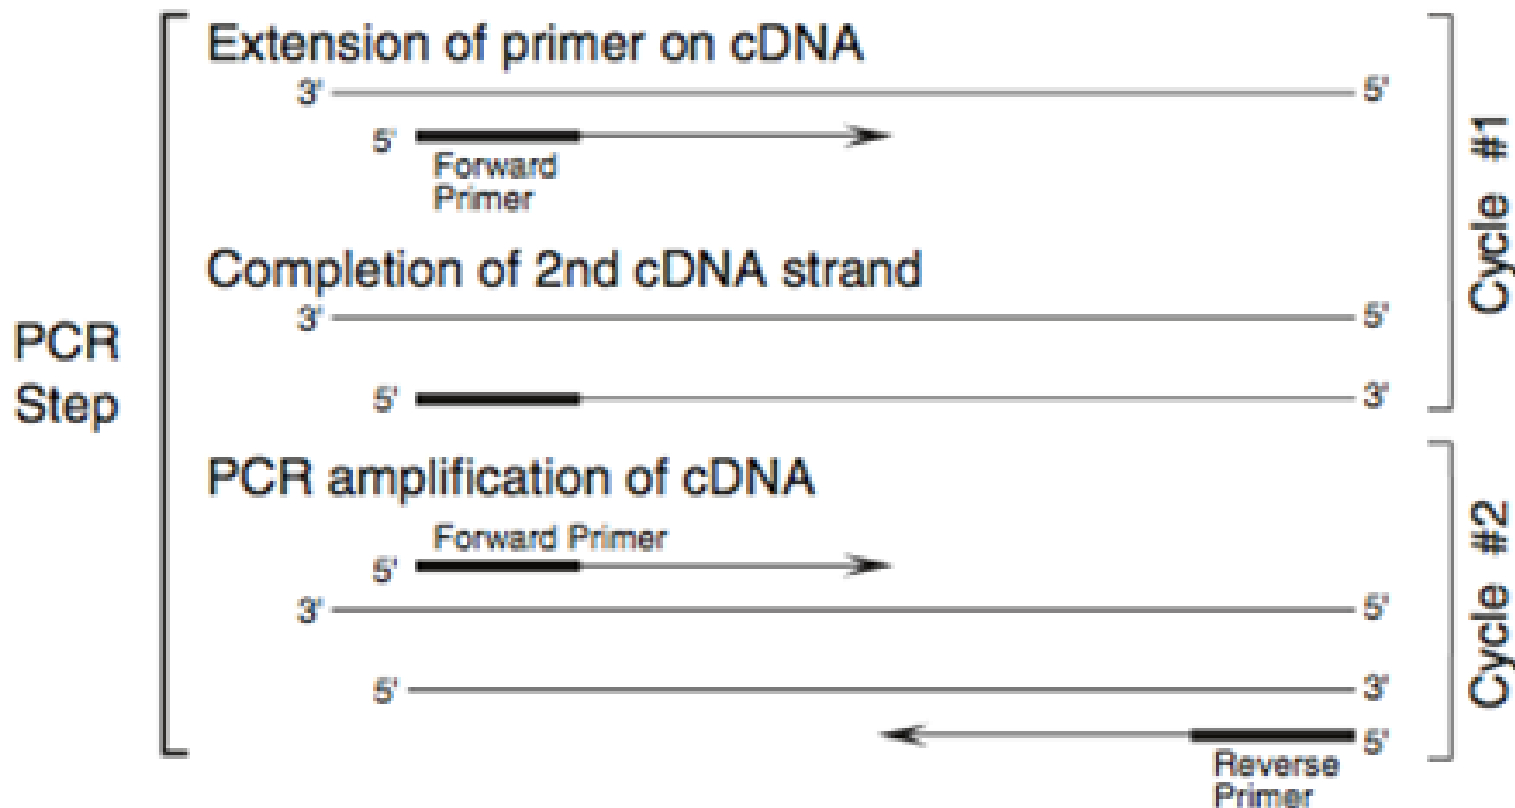 Extension of primer on cDNA
3' 5'
5'
Forward
Primer
Completion of 2nd cDNA strand
3' 5'
5' 3'
PCR
Step
PCR amplification of cDNA
Forward Primer
5'
3' 5'
5' 3'
5'
Reverse
Primer
Cycle #1
Cycle #2